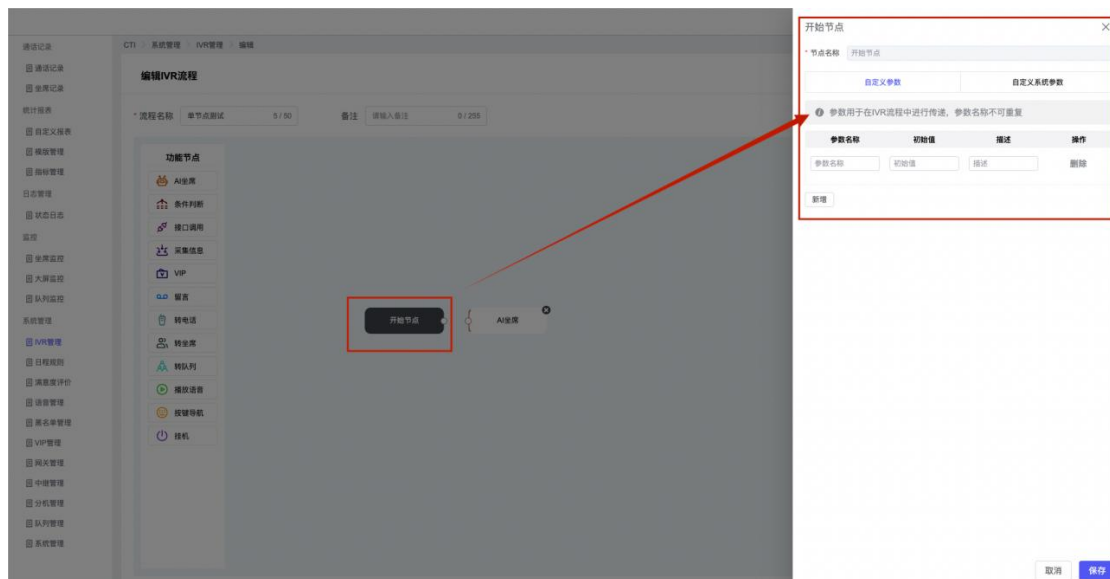 通话记录
通话记录
坐席记录
统计报表
自定义报表
模版管理
指标管理
日志管理
状态日志
监控
坐席监控
大屏监控
队列监控
系统管理
IVR管理
日程规则
满意度评价
语音管理
黑名单管理
VIP管理
网关管理
中继管理
分机管理
队列管理
系统管理
CTI > 系统管理 > IVR管理 > 编辑
编辑IVR流程
* 流程名称 单节点测试 5 / 50 备注 请输入备注 0 / 255
功能节点
AI坐席
条件判断
接口调用
采集信息
VIP
留言
转电话
转坐席
转队列
播放语音
按键导航
挂机
开始节点 AI坐席
开始节点
* 节点名称 开始节点
自定义参数 自定义系统参数
参数用于在IVR流程中进行传递，参数名称不可重复
参数名称 初始值 描述 操作
参数名称 初始值 描述 删除
新增
取消 保存